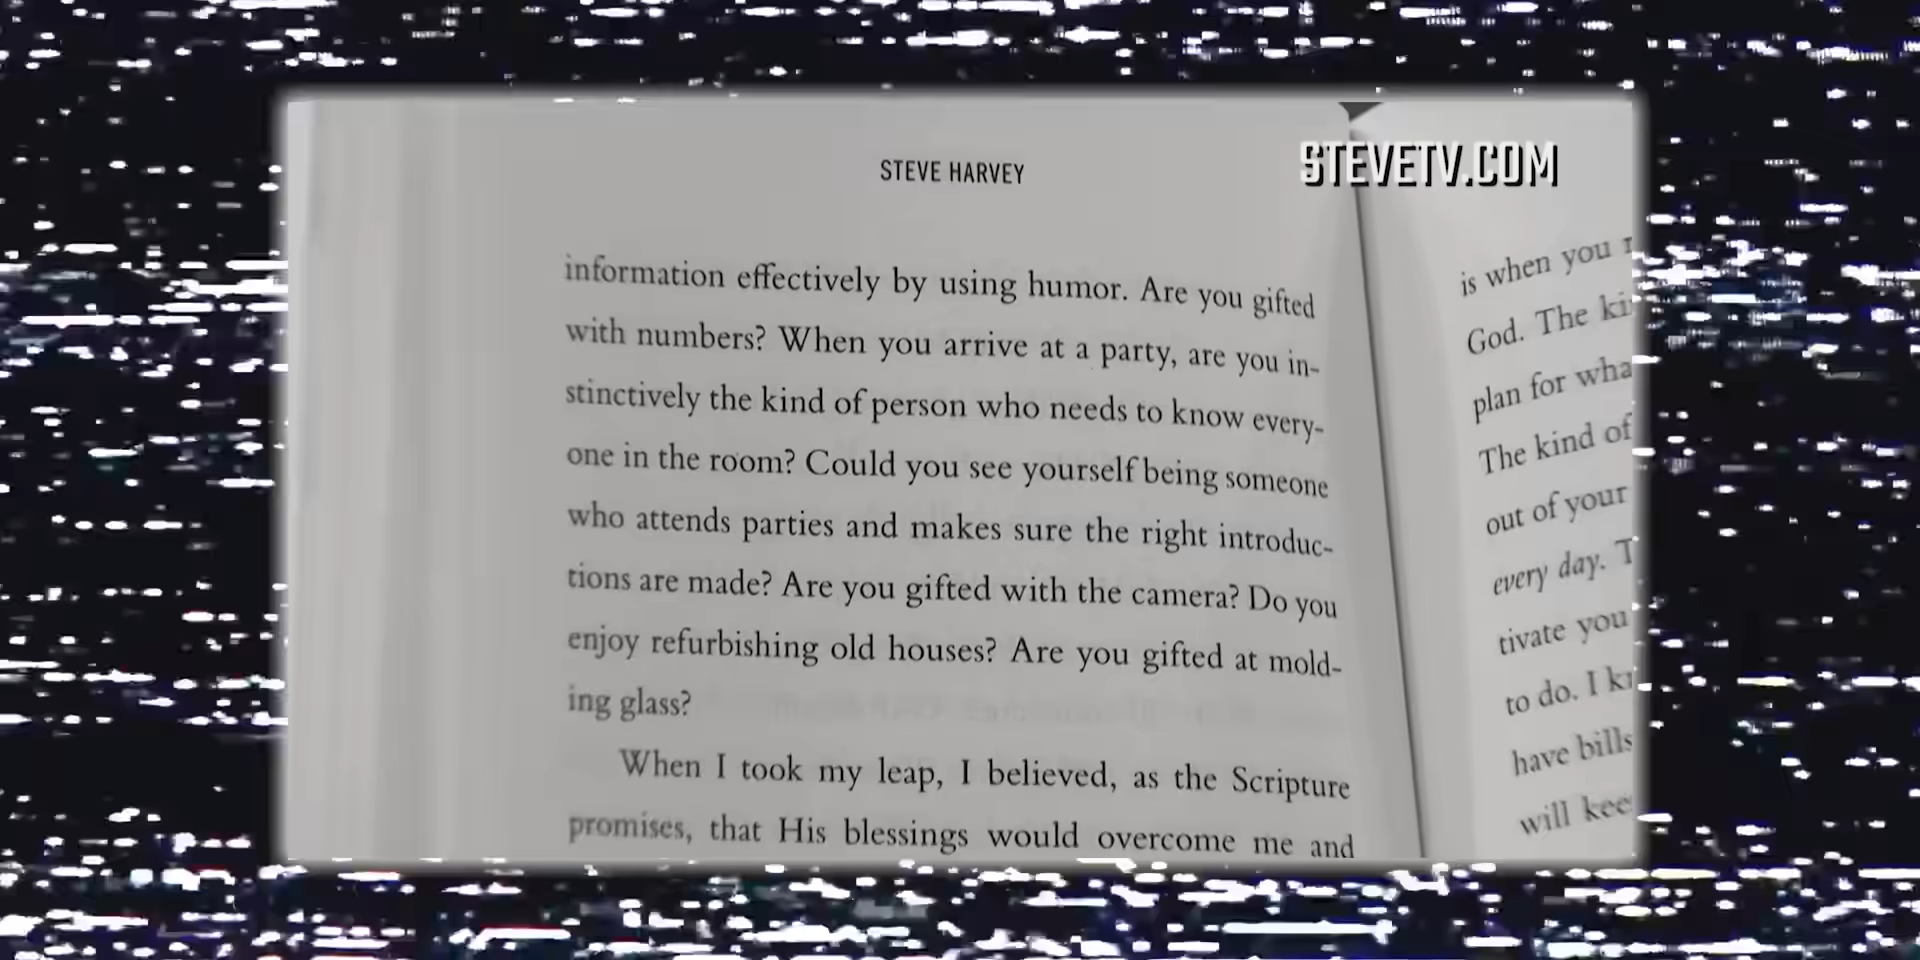 STEVE HARVEY
STEVETV.COM
information effectively by using humor. Are you gifted
with numbers? When you arrive at a party, are you in-
stinctively the kind of person who needs to know every-
one in the room? Could you see yourself being someone
who attends parties and makes sure the right introduc-
tions are made? Are you gifted with the camera? Do you
enjoy refurbishing old houses? Are you gifted at mold-
ing glass?
When I took my leap, I believed, as the Scripture
promises, that His blessings would overcome me and
is when you
God. The
plan for
The kind of
out of your
every day.
tivate you
to do. I
have bills
will